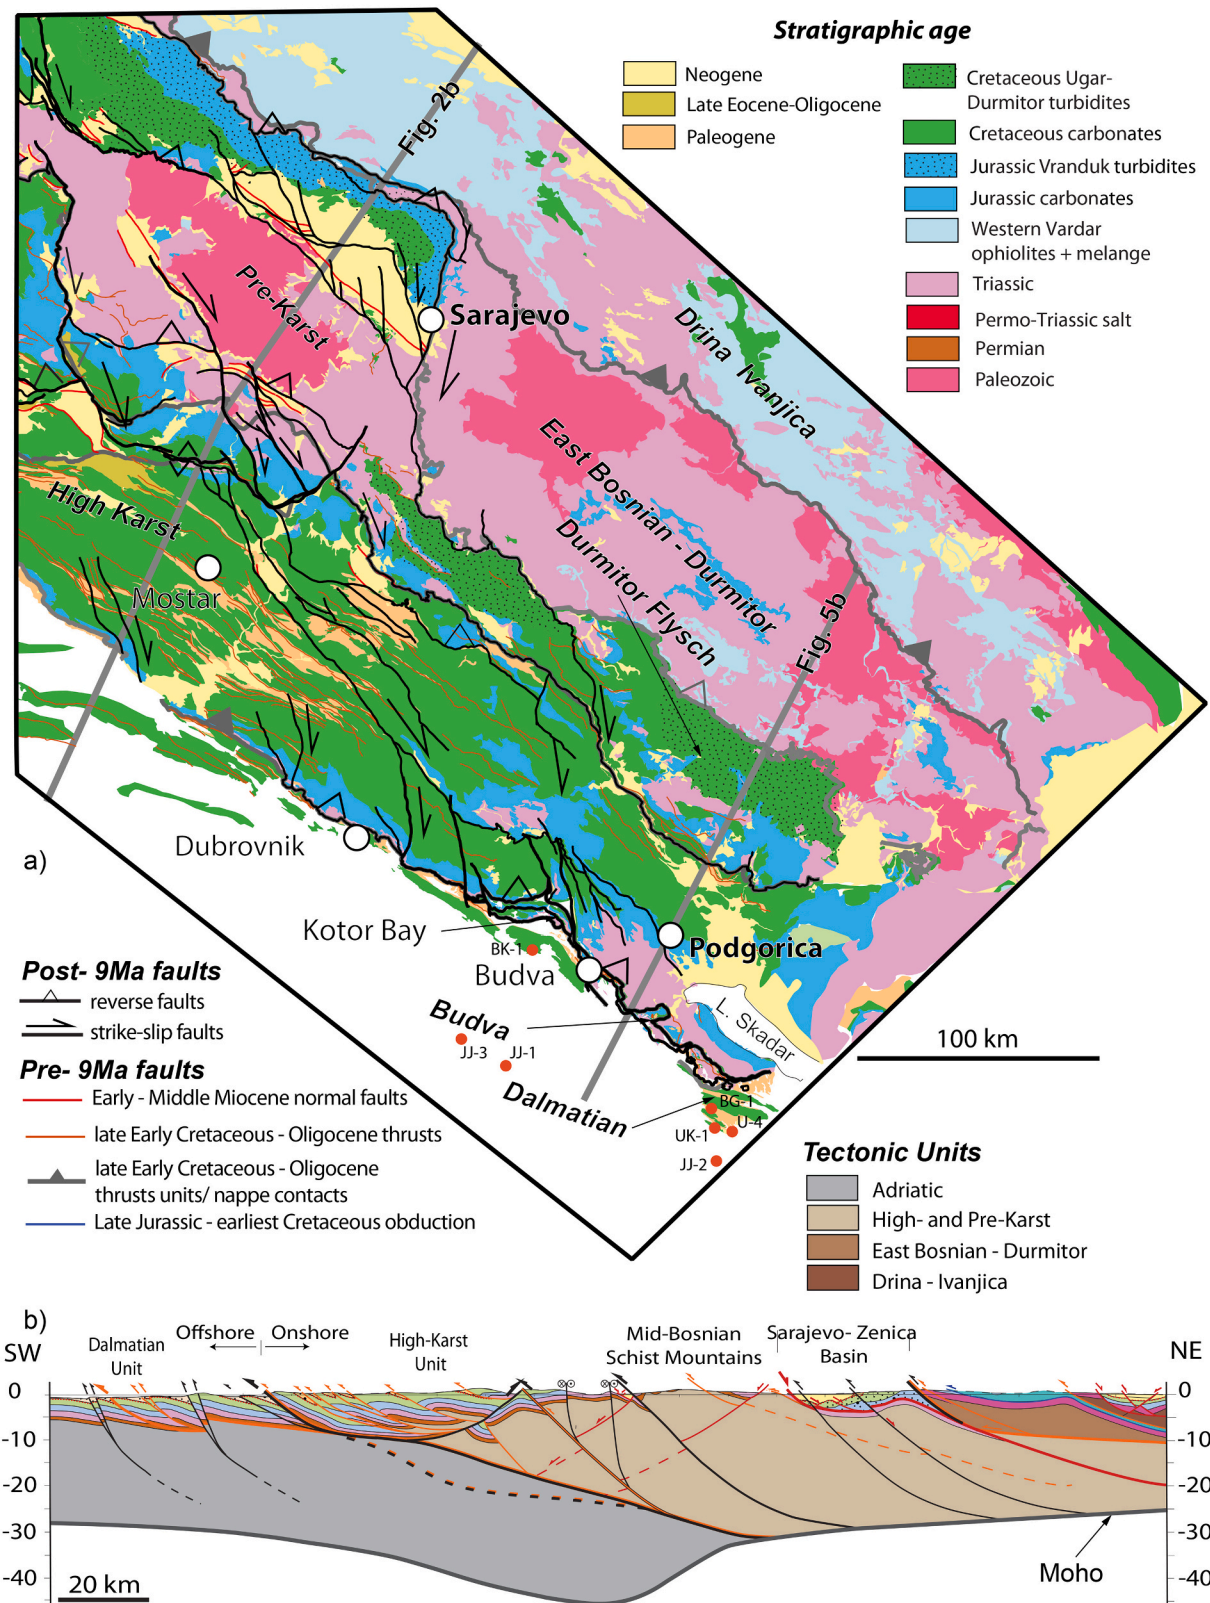 Stratigraphic age
Neogene
Late Eocene-Oligocene
Paleogene
Cretaceous Ugar-
Durmitor turbidites
Cretaceous carbonates
Jurassic Vranduk turbidites
Jurassic carbonates
Western Vardar
ophiolites + melange
Triassic
Permo-Triassic salt
Permian
Paleozoic
Fig. 2b
Pre-Karst
Sarajevo
Drina Ivanjica
East Bosnian - Durmitor
Durmitor Flysch
High Karst
Mostar
Fig. 5b
Dubrovnik
a)
Kotor Bay
BK-1
Budva
Podgorica
Budva
JJ-3
JJ-1
L. Skadar
100 km
Dalmatian
BG-1
U-4
UK-1
JJ-2
Post- 9Ma faults
reverse faults
strike-slip faults
Pre- 9Ma faults
Early - Middle Miocene normal faults
late Early Cretaceous - Oligocene thrusts
late Early Cretaceous - Oligocene
thrusts units/ nappe contacts
Late Jurassic - earliest Cretaceous obduction
Tectonic Units
Adriatic
High- and Pre-Karst
East Bosnian - Durmitor
Drina - Ivanjica
b)
SW
Dalmatian
Unit
Offshore
Onshore
High-Karst
Unit
Mid-Bosnian
Schist Mountains
Sarajevo- Zenica
Basin
NE
0
-10
-20
-30
-40
0
-10
-20
-30
-40
Moho
20 km